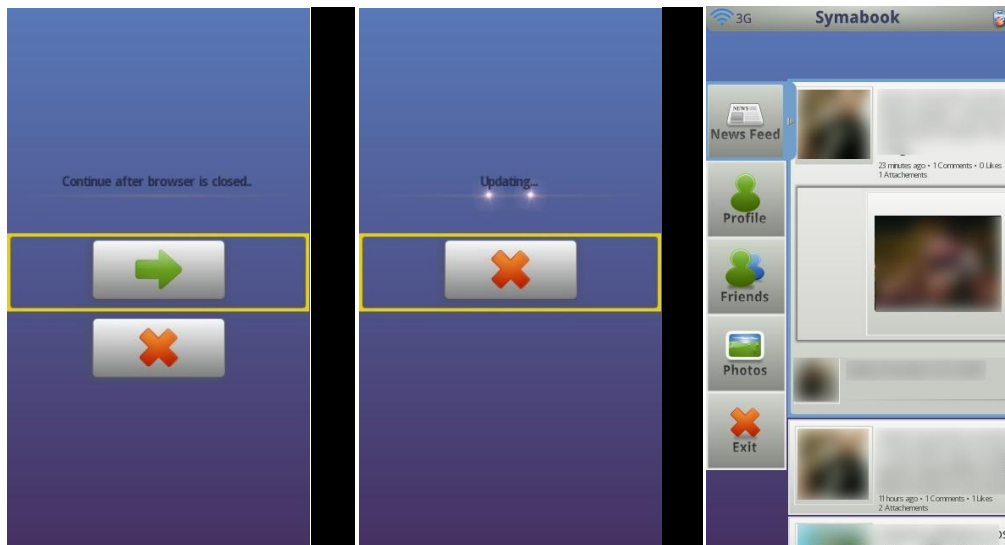 Continue after browser is closed..
Updating...
3G
Symabook
NEWS
News Feed
23 minutes ago • 1 Comments • 0 Likes
1 Attachements
Profile
Friends
Photos
Exit
11 hours ago • 1 Comments • 1 Likes
2 Attachements